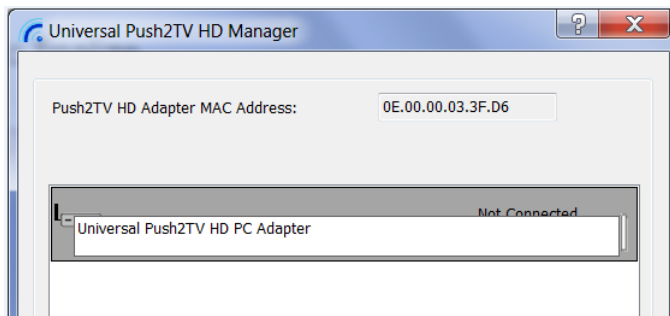 Universal Push2TV HD Manager
Push2TV HD Adapter MAC Address:
0E.00.00.03.3F.D6
Not Connected
Universal Push2TV HD PC Adapter